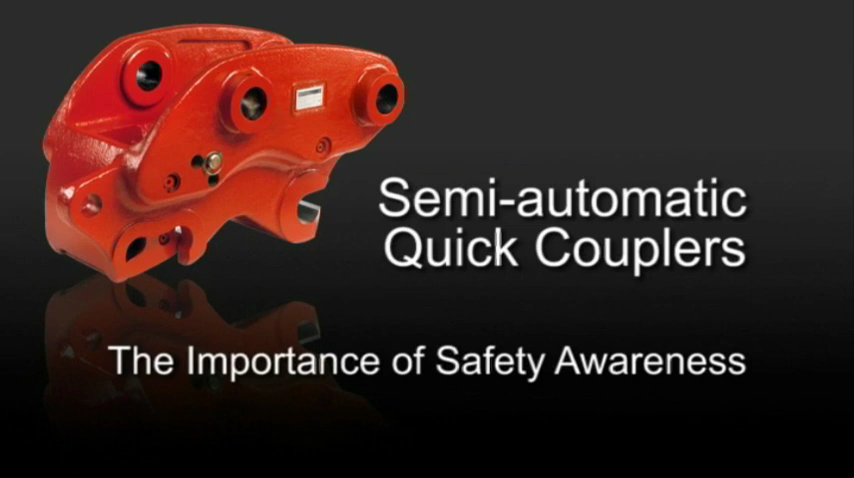 Semi-automatic
Quick Couplers
The Importance of Safety Awareness